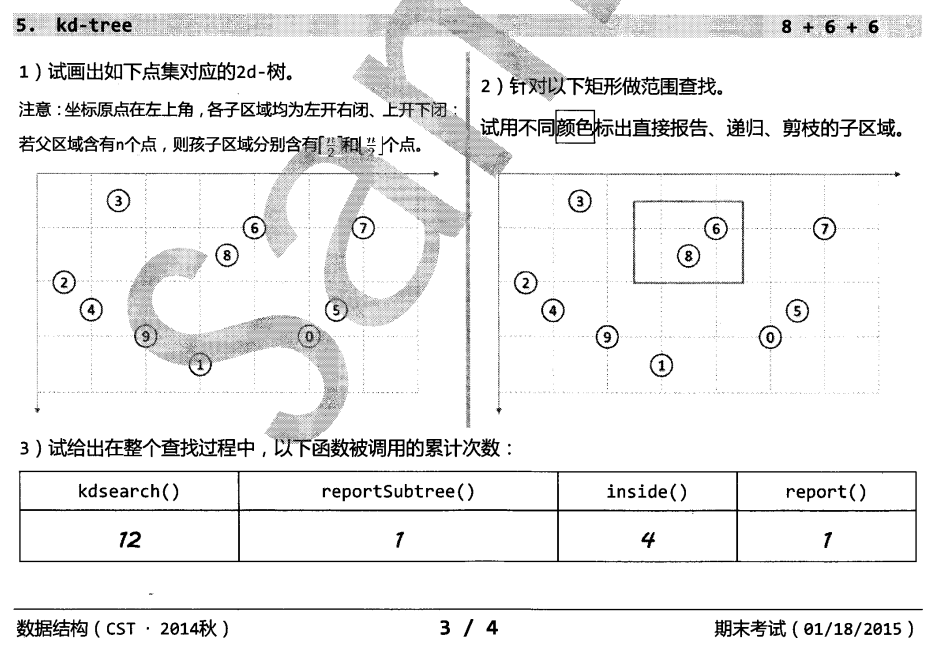 5. kd-tree
8 + 6 + 6
1）试画出如下点集对应的2d-树。
注意：坐标原点在左上角，各子区域均为左开右闭、上开下闭；
若父区域含有n个点，则孩子区域分别含有⌈n/2⌉和⌊n/2⌋个点。
3
6
7
8
2
4
5
9
0
1
2）针对以下矩形做范围查找。
试用不同颜色标出直接报告、递归、剪枝的子区域。
3
6
7
8
2
4
5
9
0
1
3）试给出在整个查找过程中，以下函数被调用的累计次数：
kdsearch() reportSubtree() inside() report()
12 1 4 1
数据结构（CST · 2014秋） 3 / 4 期末考试（01/18/2015）
Sam